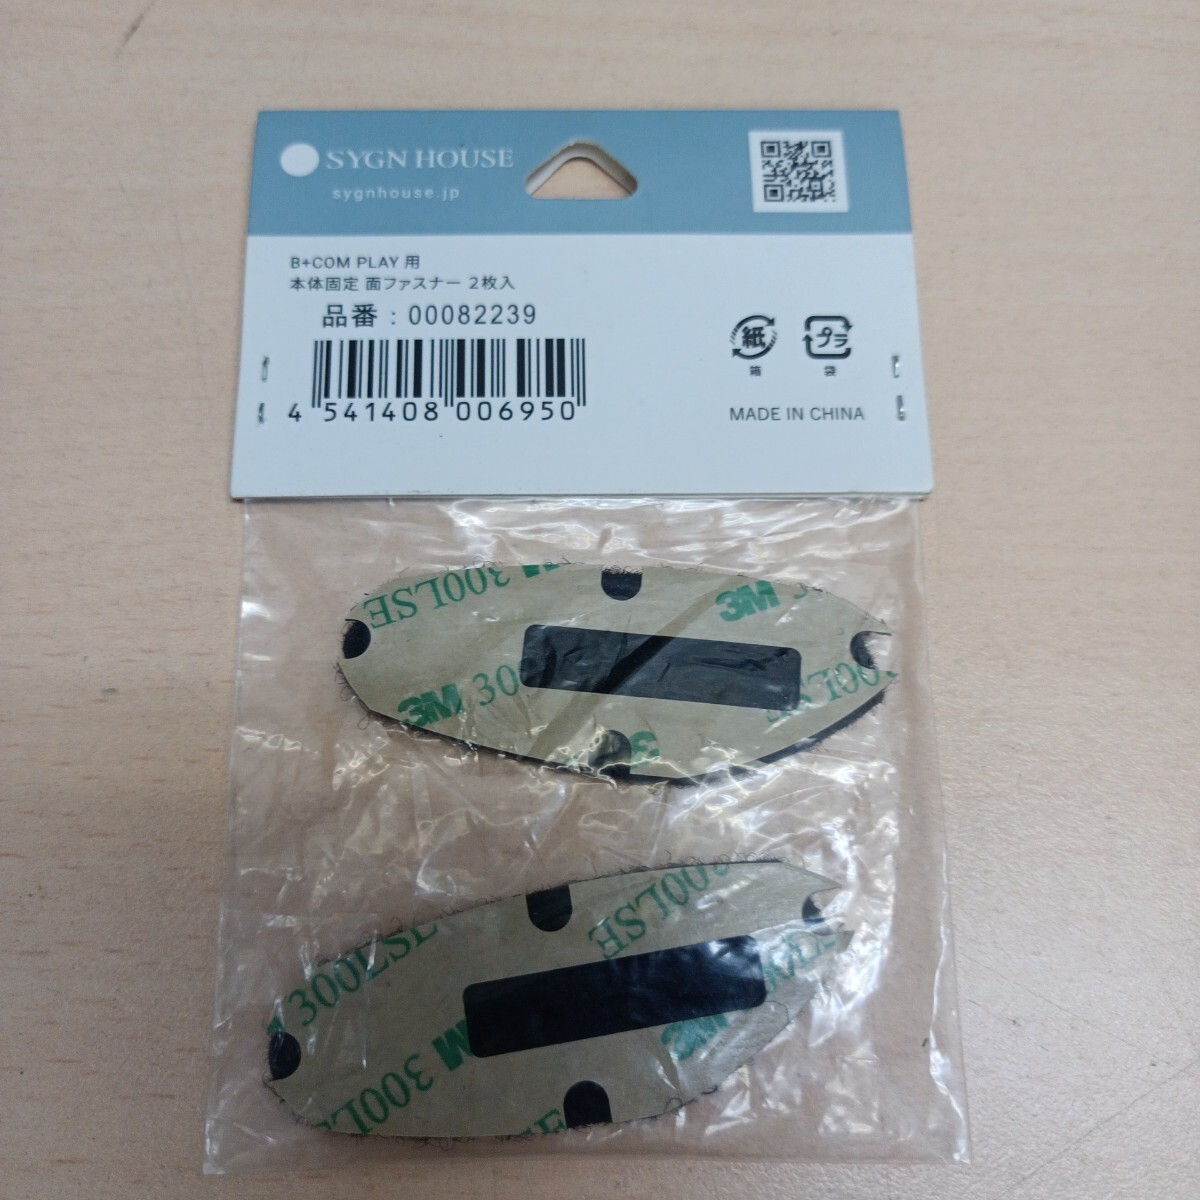 SYGN HOUSE
sygnhouse.jp
B+COM PLAY 用
本体固定 面ファスナー 2枚入
品番：00082239
4 541408 006950
紙
箱
プラ
袋
MADE IN CHINA
300LSE
3M
3M 300LSE
3M
300LSE
300LSE
3M
M 300LSE